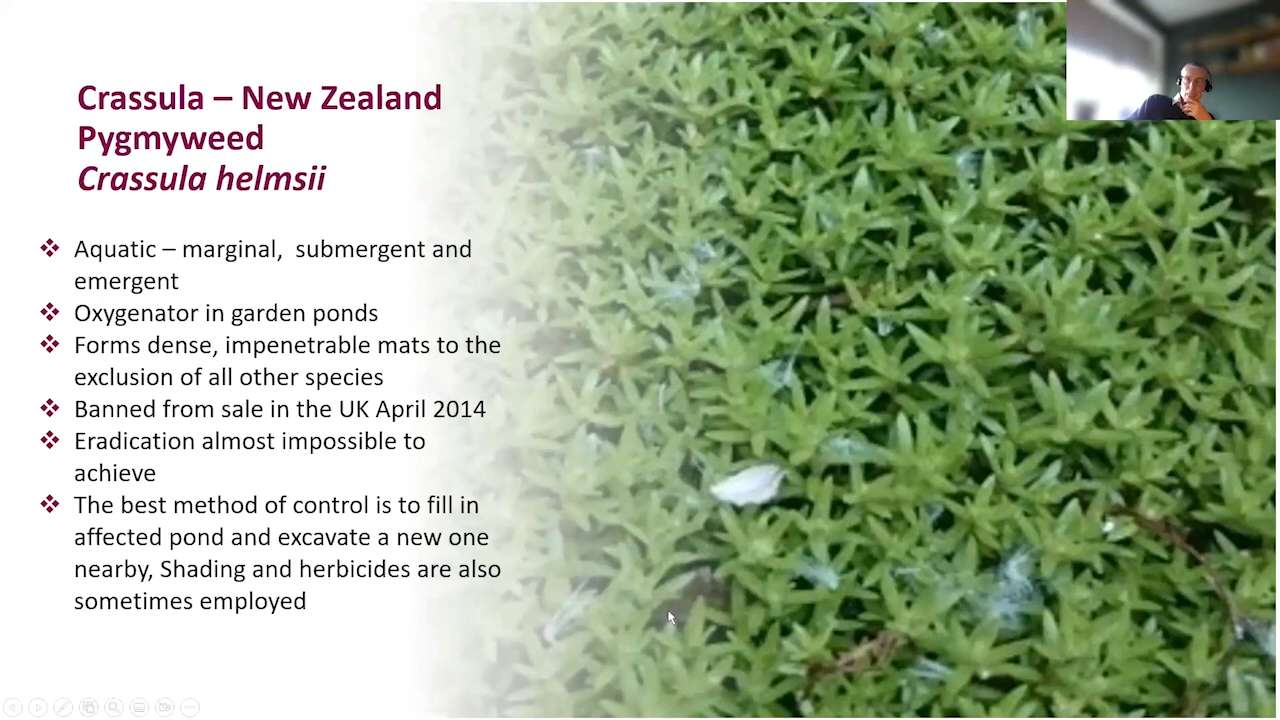 Crassula – New Zealand
Pygmyweed
Crassula helmsii
❖ Aquatic – marginal,  submergent and
emergent
❖ Oxygenator in garden ponds
❖ Forms dense, impenetrable mats to the
exclusion of all other species
❖ Banned from sale in the UK April 2014
❖ Eradication almost impossible to
achieve
❖ The best method of control is to fill in
affected pond and excavate a new one
nearby, Shading and herbicides are also
sometimes employed